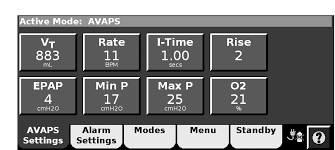 Active Mode: AVAPS
VT Rate I-Time Rise
883 11 1.00 2
mL BPM secs
EPAP Min P Max P O2
4 17 25 21
cmH2O cmH2O cmH2O %
AVAPS Settings Alarm Settings Modes Menu Standby ?